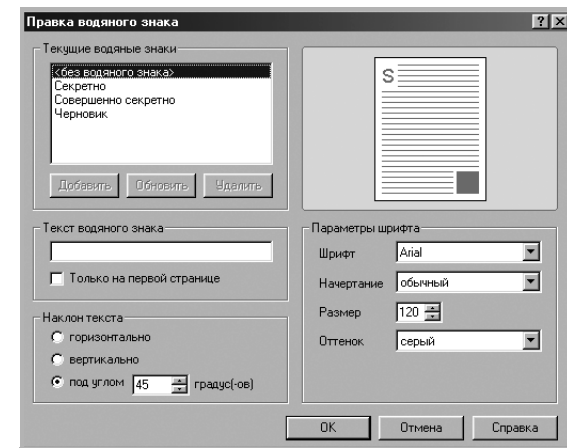 Правка водяного знака
Текущие водяные знаки
<без водяного знака>
Секретно
Совершенно секретно
Черновик
Добавить Обновить Удалить
S
Текст водяного знака
Только на первой странице
Наклон текста
горизонтально
вертикально
под углом 45 градус(-ов)
Параметры шрифта
Шрифт Arial
Начертание обычный
Размер 120
Оттенок серый
OK Отмена Справка